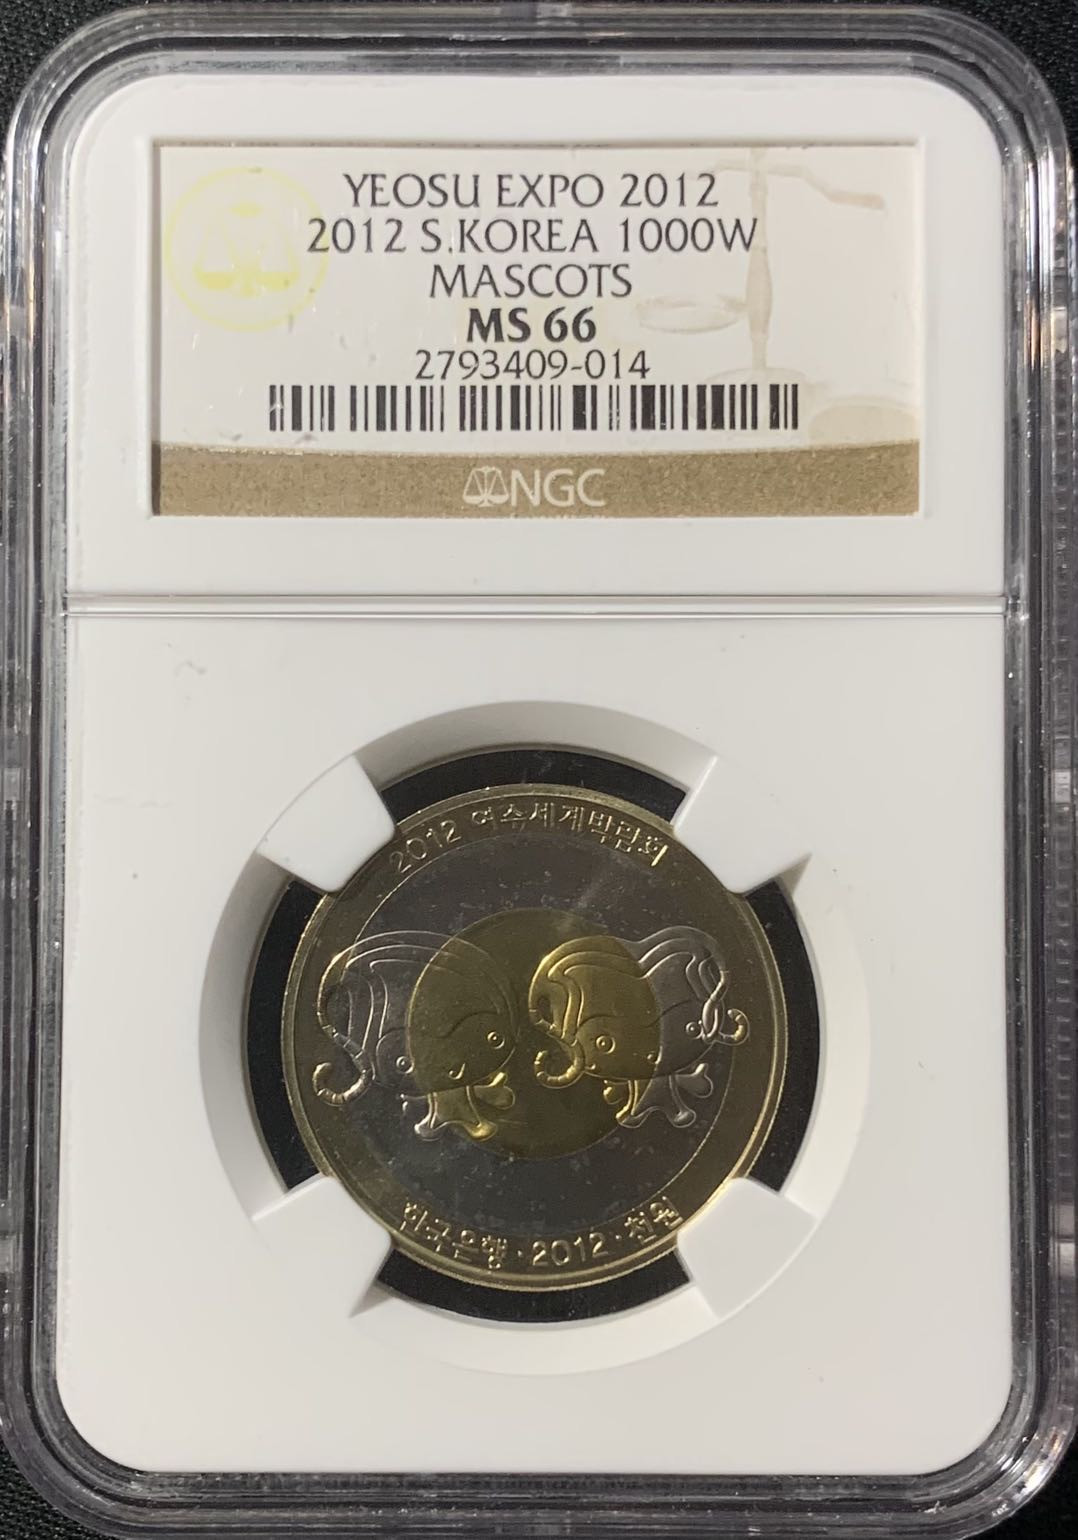 YEOSU EXPO 2012
2012 S.KOREA 1000W
MASCOTS
MS 66
2793409-014
NGC
2012 여수세계박람회
한국은행·2012·천원